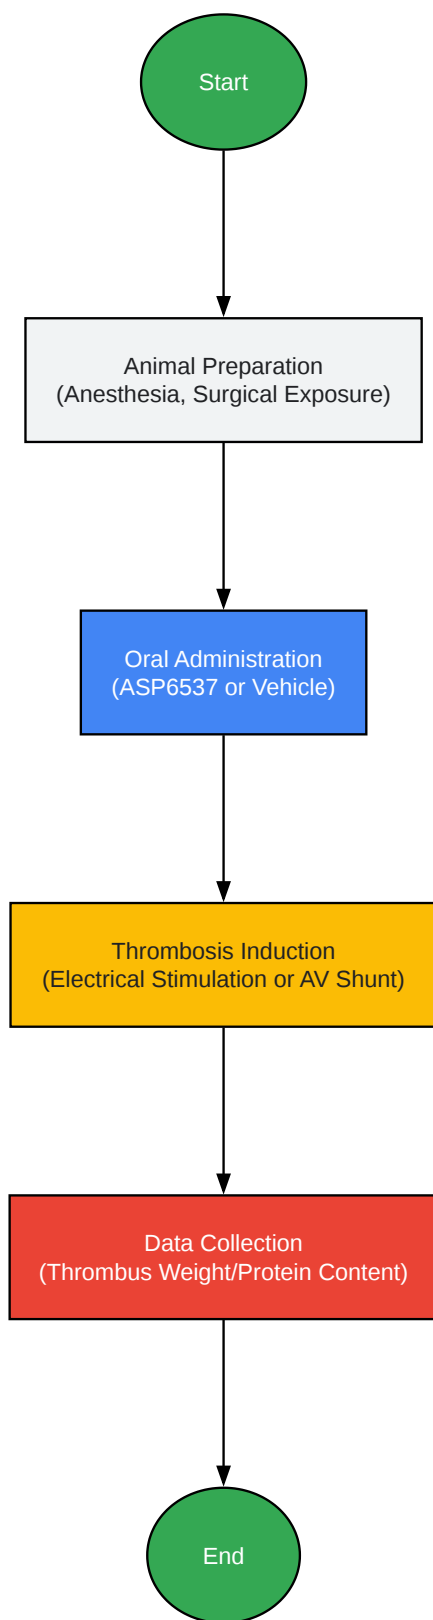 Start
Animal Preparation
(Anesthesia, Surgical Exposure)
Oral Administration
(ASP6537 or Vehicle)
Thrombosis Induction
(Electrical Stimulation or AV Shunt)
Data Collection
(Thrombus Weight/Protein Content)
End